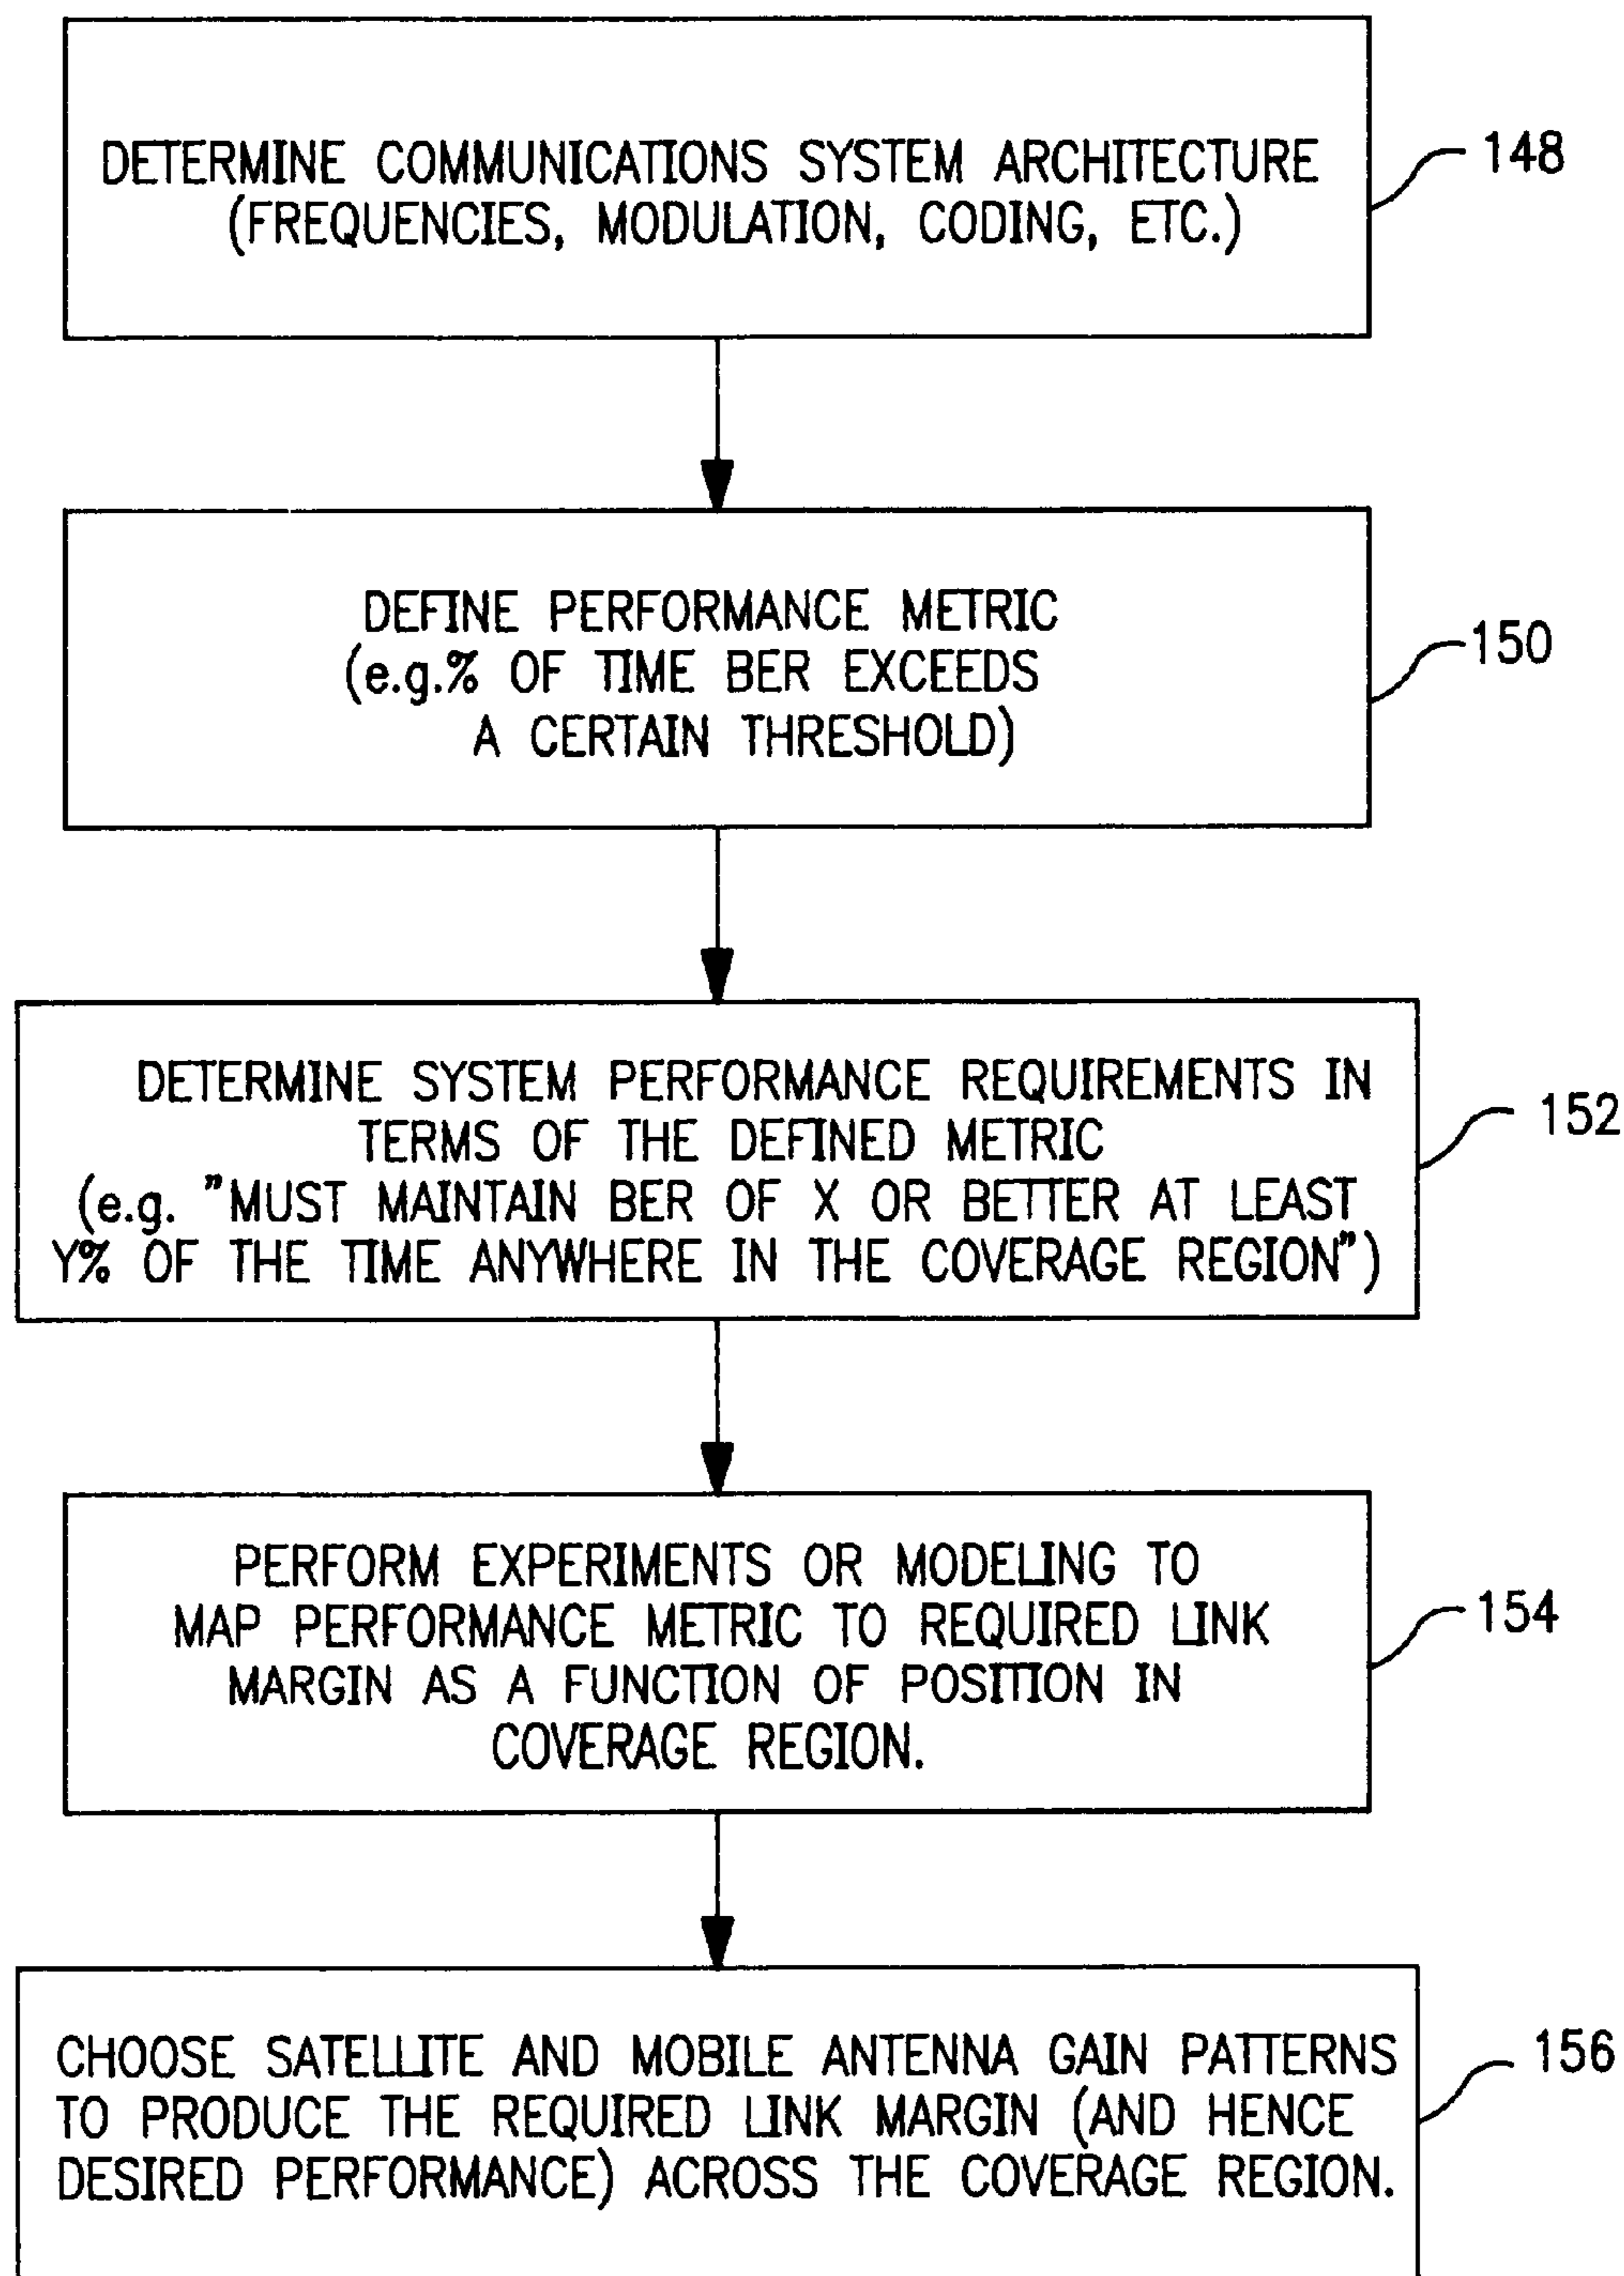 DETERMINE COMMUNICATIONS SYSTEM ARCHITECTURE
(FREQUENCIES, MODULATION, CODING, ETC.)
148
DEFINE PERFORMANCE METRIC
(e.g.% OF TIME BER EXCEEDS
A CERTAIN THRESHOLD)
150
DETERMINE SYSTEM PERFORMANCE REQUIREMENTS IN
TERMS OF THE DEFINED METRIC
(e.g. "MUST MAINTAIN BER OF X OR BETTER AT LEAST
Y% OF THE TIME ANYWHERE IN THE COVERAGE REGION")
152
PERFORM EXPERIMENTS OR MODELING TO
MAP PERFORMANCE METRIC TO REQUIRED LINK
MARGIN AS A FUNCTION OF POSITION IN
COVERAGE REGION.
154
CHOOSE SATELLITE AND MOBILE ANTENNA GAIN PATTERNS
TO PRODUCE THE REQUIRED LINK MARGIN (AND HENCE
DESIRED PERFORMANCE) ACROSS THE COVERAGE REGION.
156